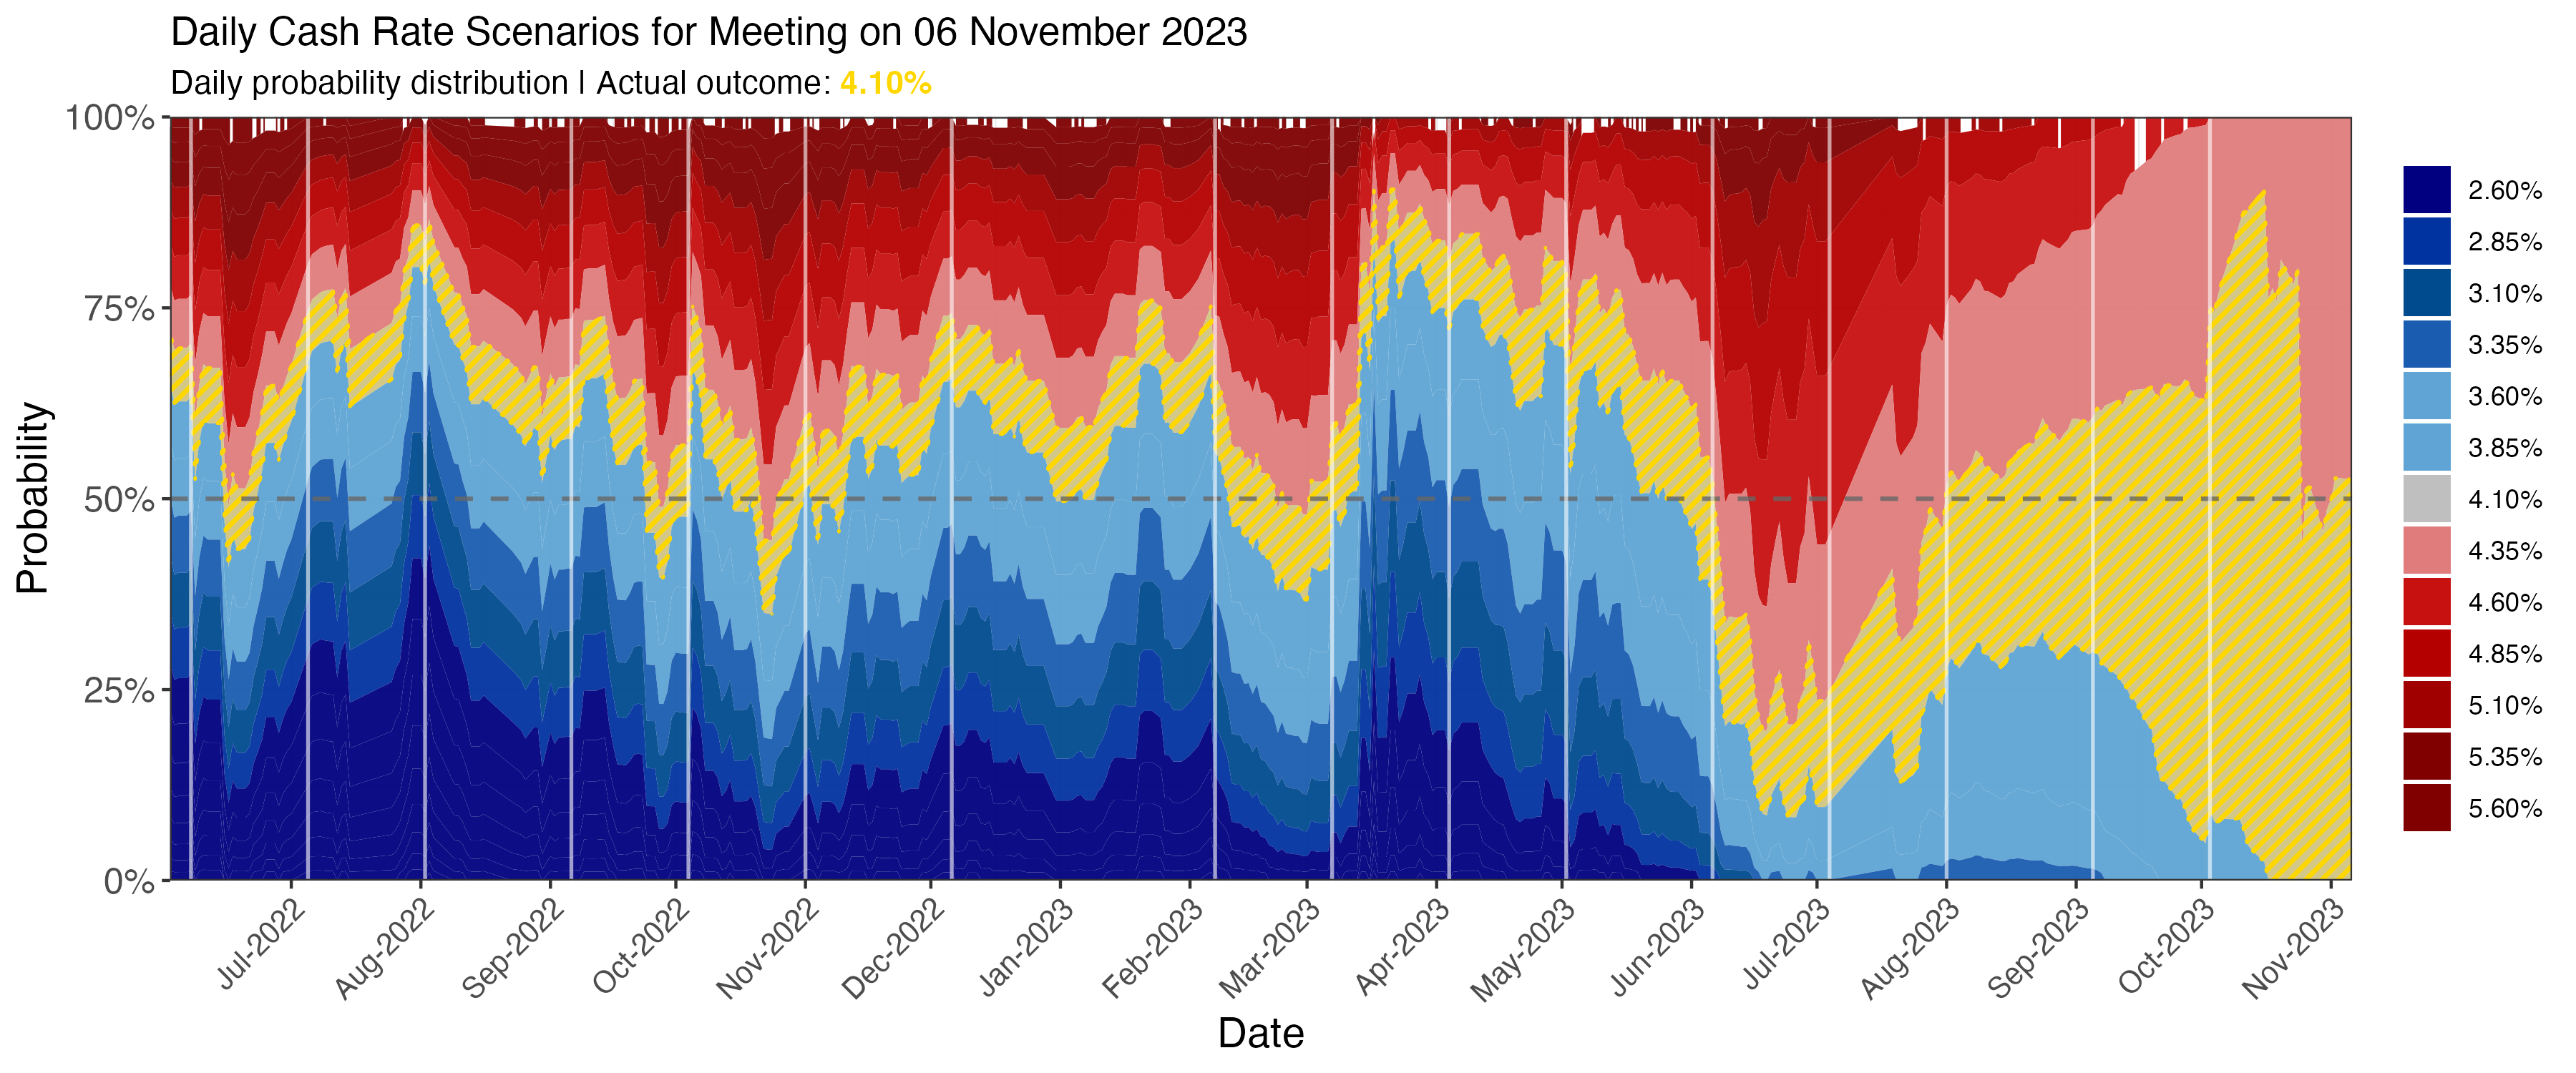 Daily Cash Rate Scenarios for Meeting on 06 November 2023
Daily probability distribution | Actual outcome: 4.10%
Probability
100%
75%
50%
25%
0%
Jul-2022
Aug-2022
Sep-2022
Oct-2022
Nov-2022
Dec-2022
Jan-2023
Feb-2023
Mar-2023
Apr-2023
May-2023
Jun-2023
Jul-2023
Aug-2023
Sep-2023
Oct-2023
Nov-2023
Date
2.60%
2.85%
3.10%
3.35%
3.60%
3.85%
4.10%
4.35%
4.60%
4.85%
5.10%
5.35%
5.60%